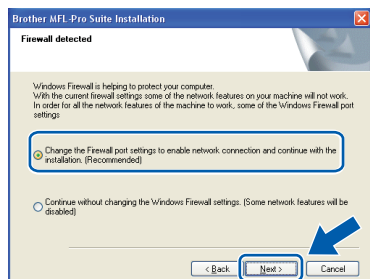 Brother MFL-Pro Suite Installation
Firewall detected
Windows Firewall is helping to protect your computer.
With the current firewall settings some of the network features on your machine will not work.
In order for all the network features of the machine to work, some of the Windows Firewall port
settings
Change the Firewall port settings to enable network connection and continue with the
installation. (Recommended)
Continue without changing the Windows Firewall settings. (Some network features will be
disabled)
< Back Next > Cancel